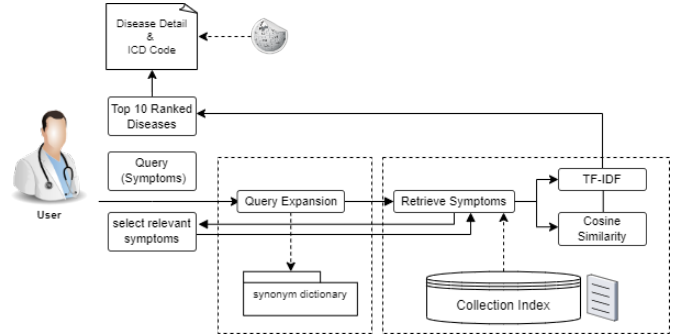 Disease Detail
&
ICD Code
Top 10 Ranked
Diseases
Query
(Symptoms)
User
Query Expansion
Retrieve Symptoms
TF-IDF
Cosine
Similarity
select relevant
symptoms
synonym dictionary
Collection Index